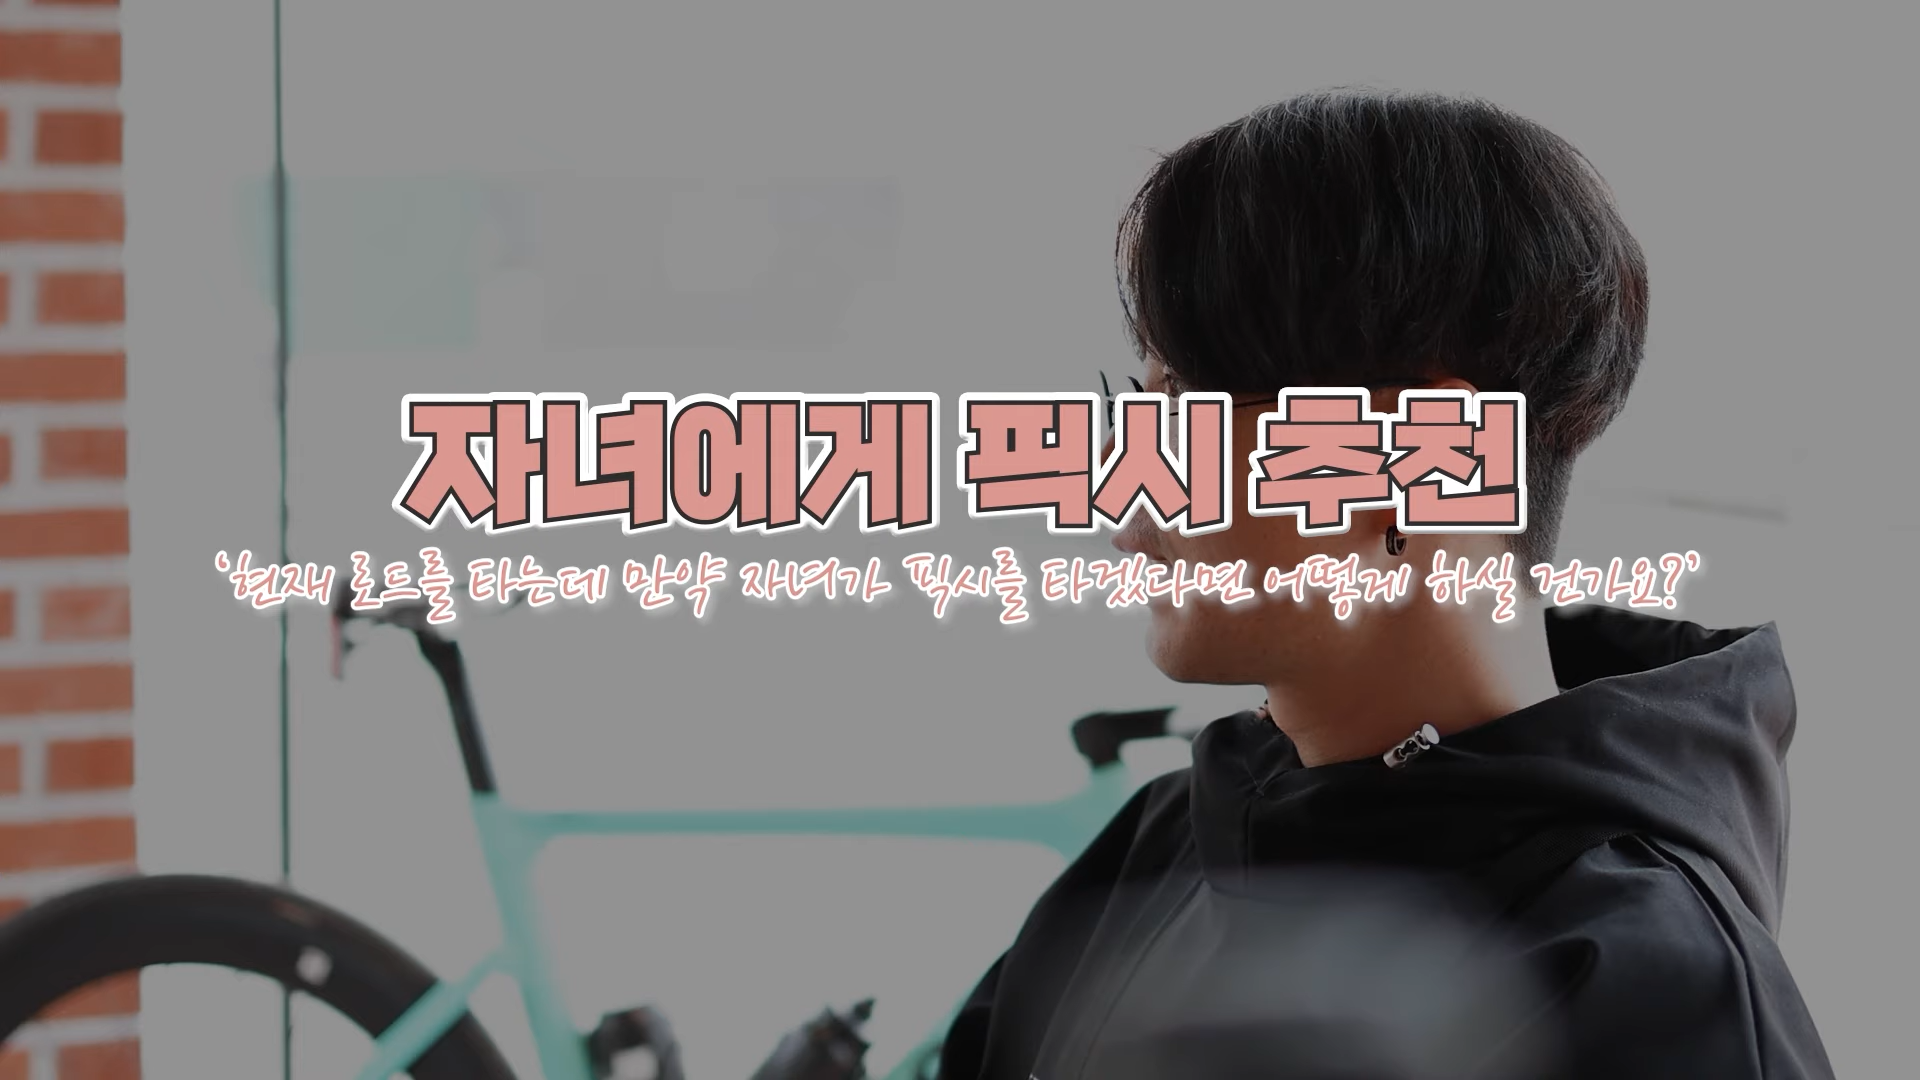 자녀에게 픽시 추천
‘현재 로드를 타는데 만약 자녀가 픽시를 타겠다면 어떻게 하실 건가요?’